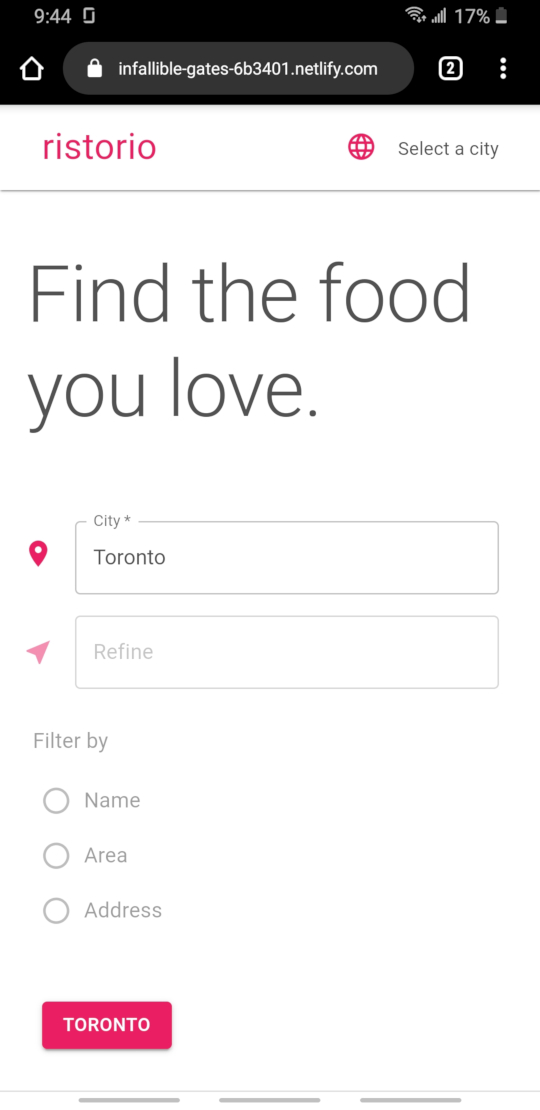 9:44 17%
infallible-gates-6b3401.netlify.com 2
ristorio Select a city
Find the food
you love.
City *
Toronto
Refine
Filter by
Name
Area
Address
TORONTO